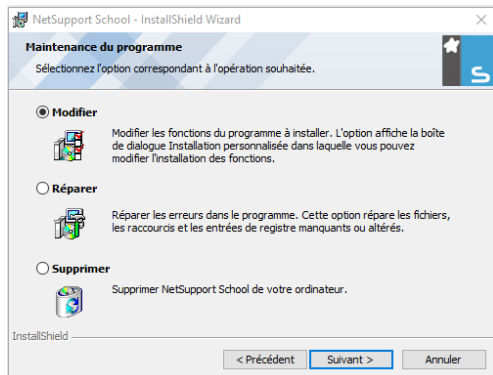 NetSupport School - InstallShield Wizard
Maintenance du programme
Sélectionnez l'option correspondant à l'opération souhaitée.
S
Modifier
Modifier les fonctions du programme à installer. L'option affiche la boîte
de dialogue Installation personnalisée dans laquelle vous pouvez
modifier l'installation des fonctions.
Réparer
Réparer les erreurs dans le programme. Cette option répare les fichiers,
les raccourcis et les entrées de registre manquants ou altérés.
Supprimer
Supprimer NetSupport School de votre ordinateur.
InstallShield
< Précédent Suivant > Annuler